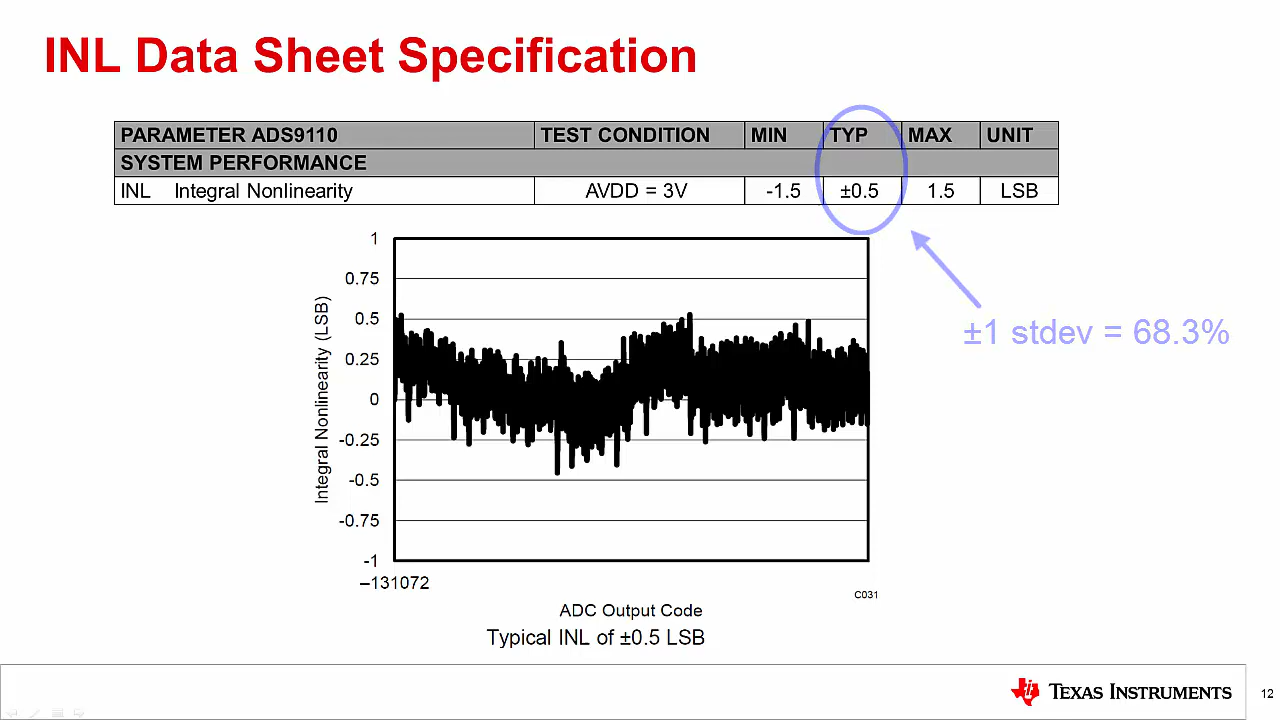 INL Data Sheet Specification
PARAMETER ADS9110 TEST CONDITION MIN TYP MAX UNIT
SYSTEM PERFORMANCE
INL Integral Nonlinearity AVDD = 3V -1.5 ±0.5 1.5 LSB
1
0.75
0.5
0.25
0
-0.25
-0.5
-0.75
-1
Integral Nonlinearity (LSB)
±1 stdev = 68.3%
–131072
C031
ADC Output Code
Typical INL of ±0.5 LSB
TEXAS INSTRUMENTS
12